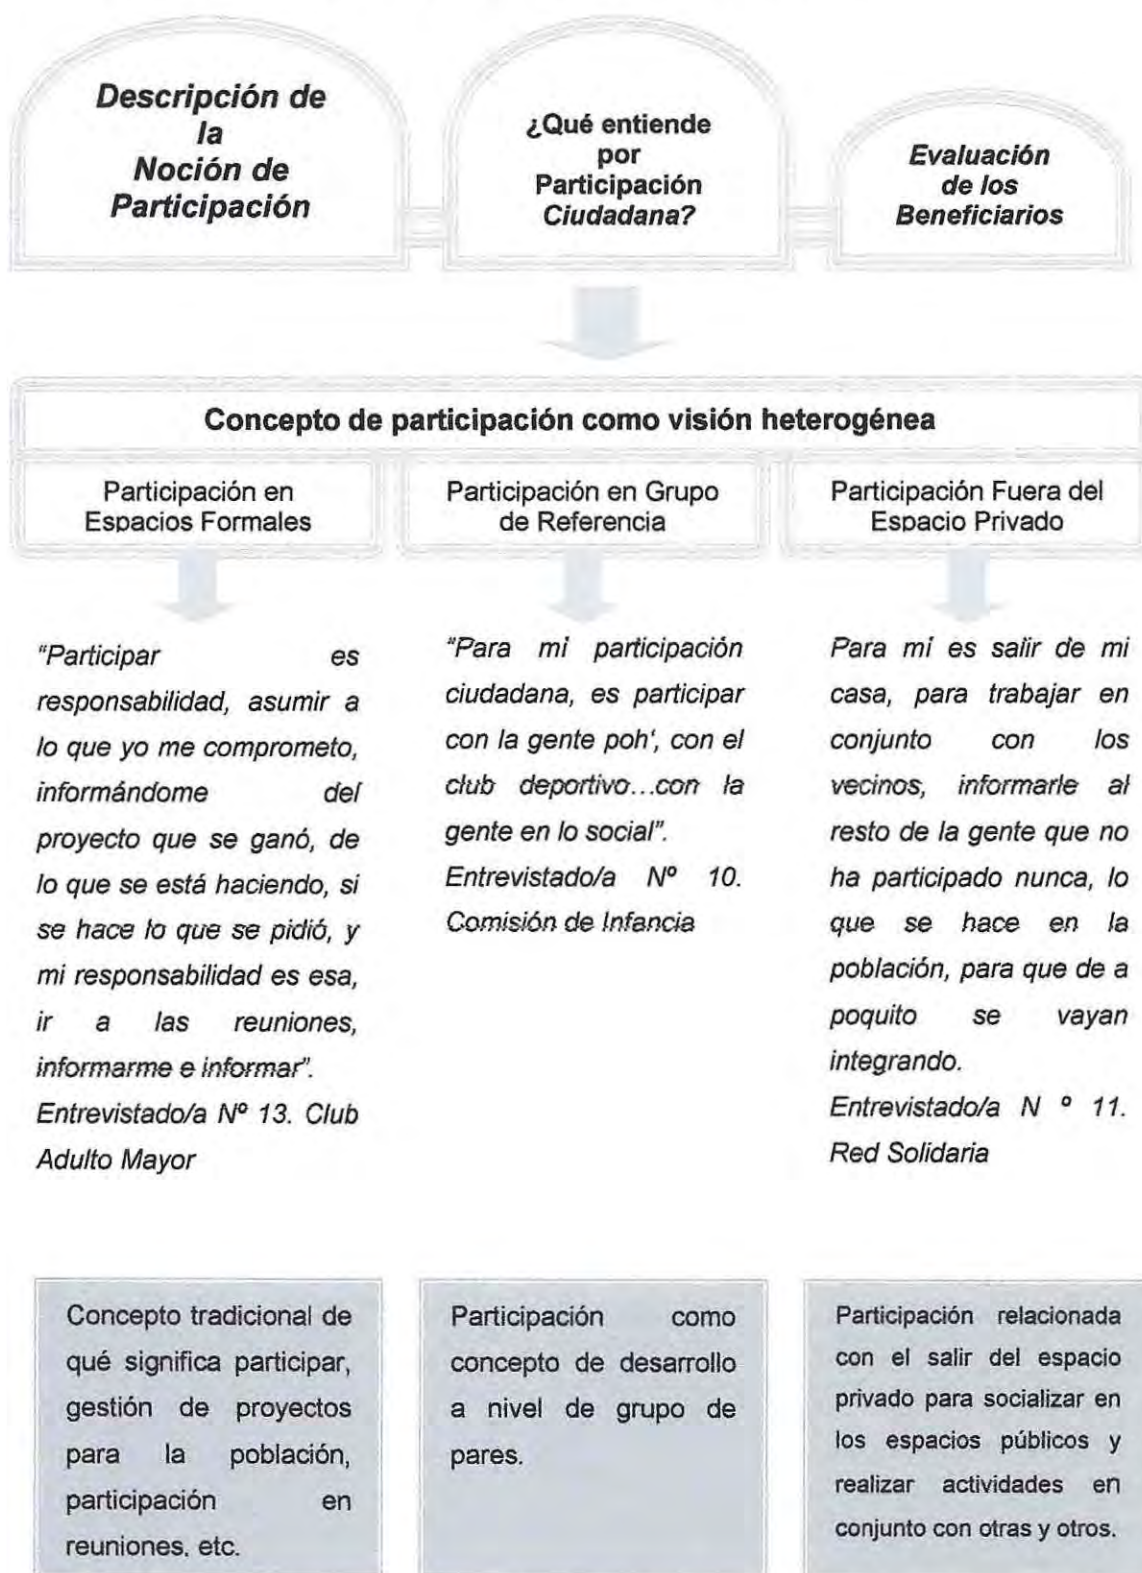 Descripción de
la
Noción de
Participación
¿Qué entiende
por
Participación
Ciudadana?
Evaluación
de los
Beneficiarios
Concepto de participación como visión heterogénea
Participación en
Espacios Formales
Participación en Grupo
de Referencia
Participación Fuera del
Espacio Privado
"Participar es
responsabilidad, asumir a
lo que yo me comprometo,
informándome del
proyecto que se ganó, de
lo que se está haciendo, si
se hace lo que se pidió, y
mi responsabilidad es esa,
ir a las reuniones,
informarme e informar".
Entrevistado/a Nº 13. Club
Adulto Mayor
"Para mi participación
ciudadana, es participar
con la gente poh', con el
club deportivo...con la
gente en lo social".
Entrevistado/a Nº 10.
Comisión de Infancia
Para mí es salir de mi
casa, para trabajar en
conjunto con los
vecinos, informarle al
resto de la gente que no
ha participado nunca, lo
que se hace en la
población, para que de a
poquito se vayan
integrando.
Entrevistado/a N º 11.
Red Solidaria
Concepto tradicional de
qué significa participar,
gestión de proyectos
para la población,
participación en
reuniones, etc.
Participación como
concepto de desarrollo
a nivel de grupo de
pares.
Participación relacionada
con el salir del espacio
privado para socializar en
los espacios públicos y
realizar actividades en
conjunto con otras y otros.